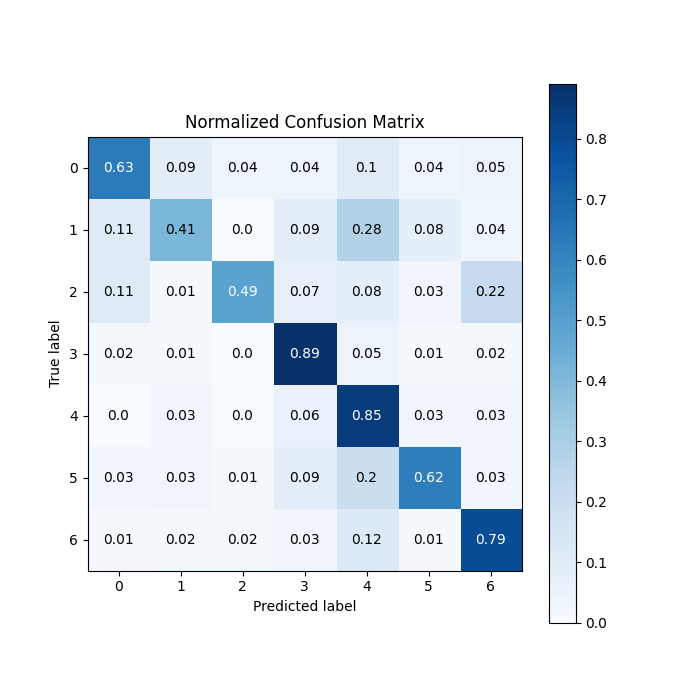 Normalized Confusion Matrix
True label
0 0.63 0.09 0.04 0.04 0.1 0.04 0.05
1 0.11 0.41 0.0 0.09 0.28 0.08 0.04
2 0.11 0.01 0.49 0.07 0.08 0.03 0.22
3 0.02 0.01 0.0 0.89 0.05 0.01 0.02
4 0.0 0.03 0.0 0.06 0.85 0.03 0.03
5 0.03 0.03 0.01 0.09 0.2 0.62 0.03
6 0.01 0.02 0.02 0.03 0.12 0.01 0.79
0 1 2 3 4 5 6
Predicted label
0.8
0.7
0.6
0.5
0.4
0.3
0.2
0.1
0.0